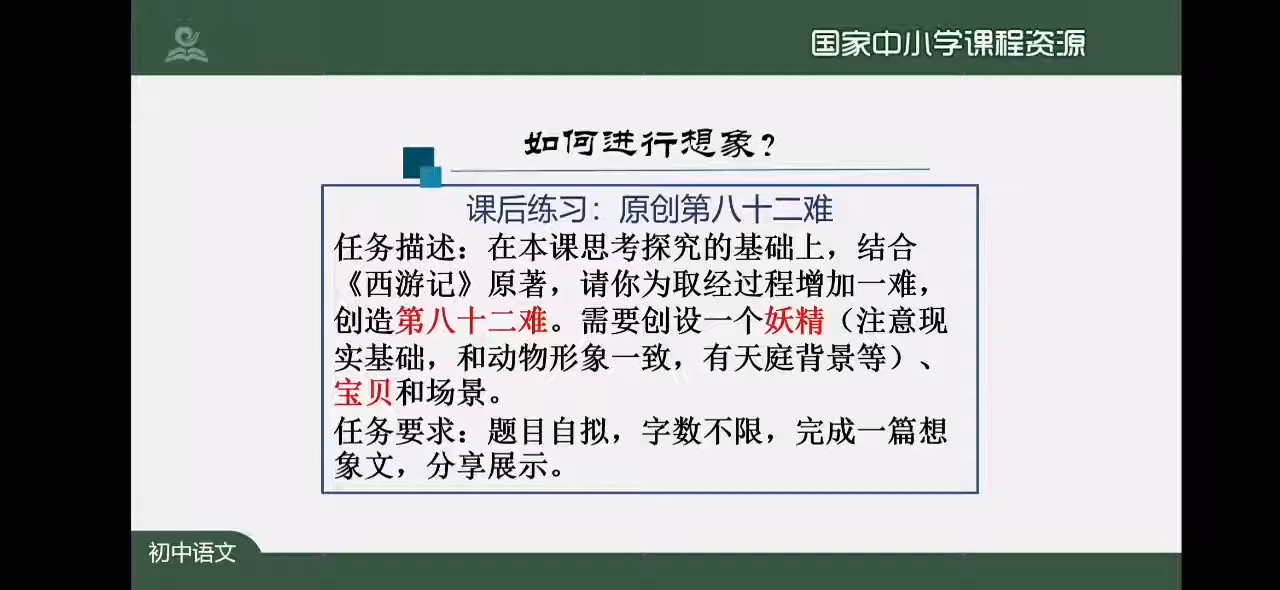 国家中小学课程资源
如何进行想象？
课后练习：原创第八十二难
任务描述：在本课思考探究的基础上，结合
《西游记》原著，请你为取经过程增加一难，
创造第八十二难。需要创设一个妖精（注意现
实基础，和动物形象一致，有天庭背景等）、
宝贝和场景。
任务要求：题目自拟，字数不限，完成一篇想
象文，分享展示。
初中语文